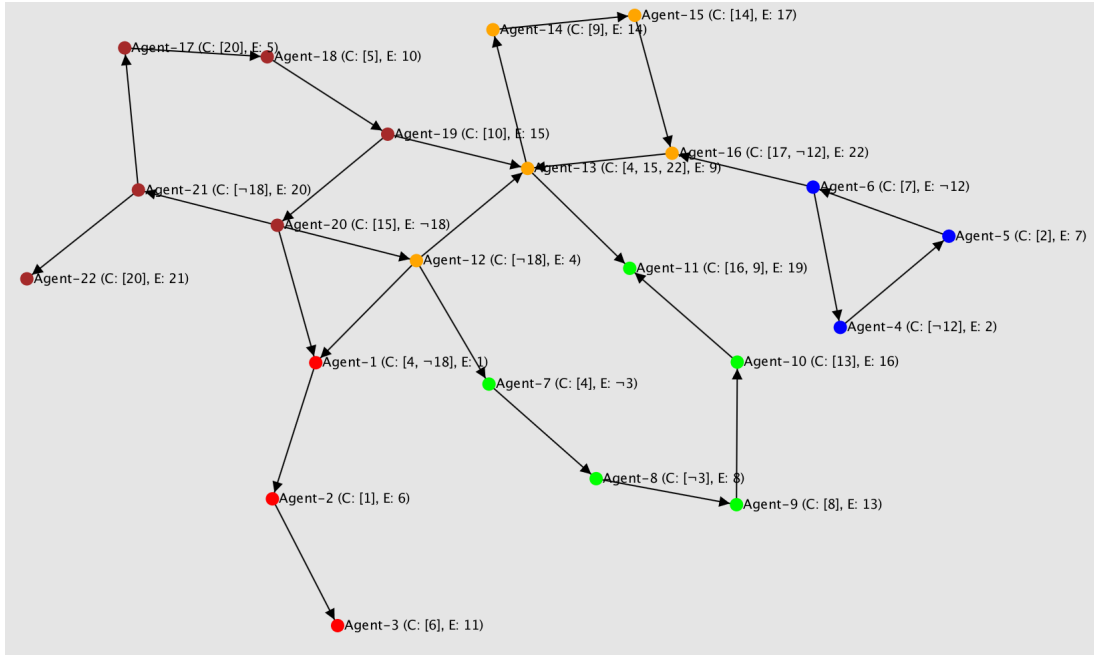 Agent-15 (C: [14], E: 17)
Agent-14 (C: [9], E: 14)
Agent-17 (C: [20], E: 5)
Agent-18 (C: [5], E: 10)
Agent-19 (C: [10], E: 15)
Agent-16 (C: [17, ¬12], E: 22)
Agent-13 (C: [4, 15, 22], E: 9)
Agent-21 (C: [¬18], E: 20)
Agent-6 (C: [7], E: ¬12)
Agent-20 (C: [15], E: ¬18)
Agent-5 (C: [2], E: 7)
Agent-12 (C: [¬18], E: 4)
Agent-11 (C: [16, 9], E: 19)
Agent-22 (C: [20], E: 21)
Agent-4 (C: [¬12], E: 2)
Agent-1 (C: [4, ¬18], E: 1)
Agent-10 (C: [13], E: 16)
Agent-7 (C: [4], E: ¬3)
Agent-8 (C: [¬3], E: 8)
Agent-2 (C: [1], E: 6)
Agent-9 (C: [8], E: 13)
Agent-3 (C: [6], E: 11)